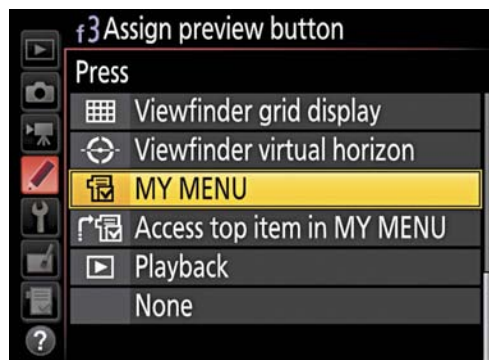 f3 Assign preview button
Press
Viewfinder grid display
Viewfinder virtual horizon
MY MENU
Access top item in MY MENU
Playback
None
?